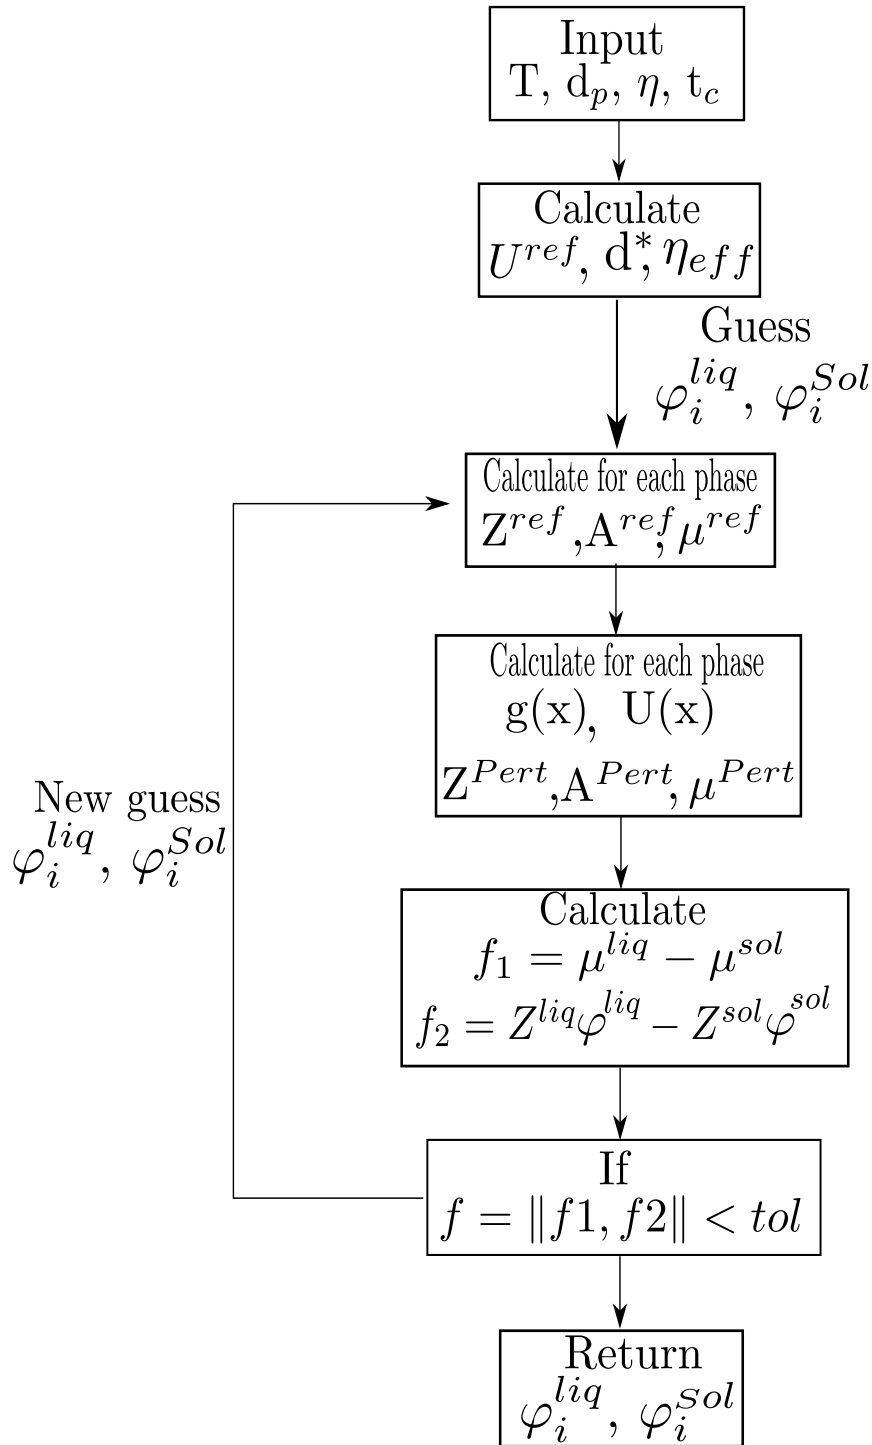 Input
T, d_p, η, t_c
Calculate
U^{ref}, d*, η_{eff}
Guess
φ_i^{liq}, φ_i^{Sol}
Calculate for each phase
Z^{ref}, A^{ref}, μ^{ref}
Calculate for each phase
g(x), U(x)
Z^{Pert}, A^{Pert}, μ^{Pert}
New guess
φ_i^{liq}, φ_i^{Sol}
Calculate
f_1 = μ^{liq} − μ^{sol}
f_2 = Z^{liq}φ^{liq} − Z^{sol}φ^{sol}
If
f = ‖f1, f2‖ < tol
Return
φ_i^{liq}, φ_i^{Sol}